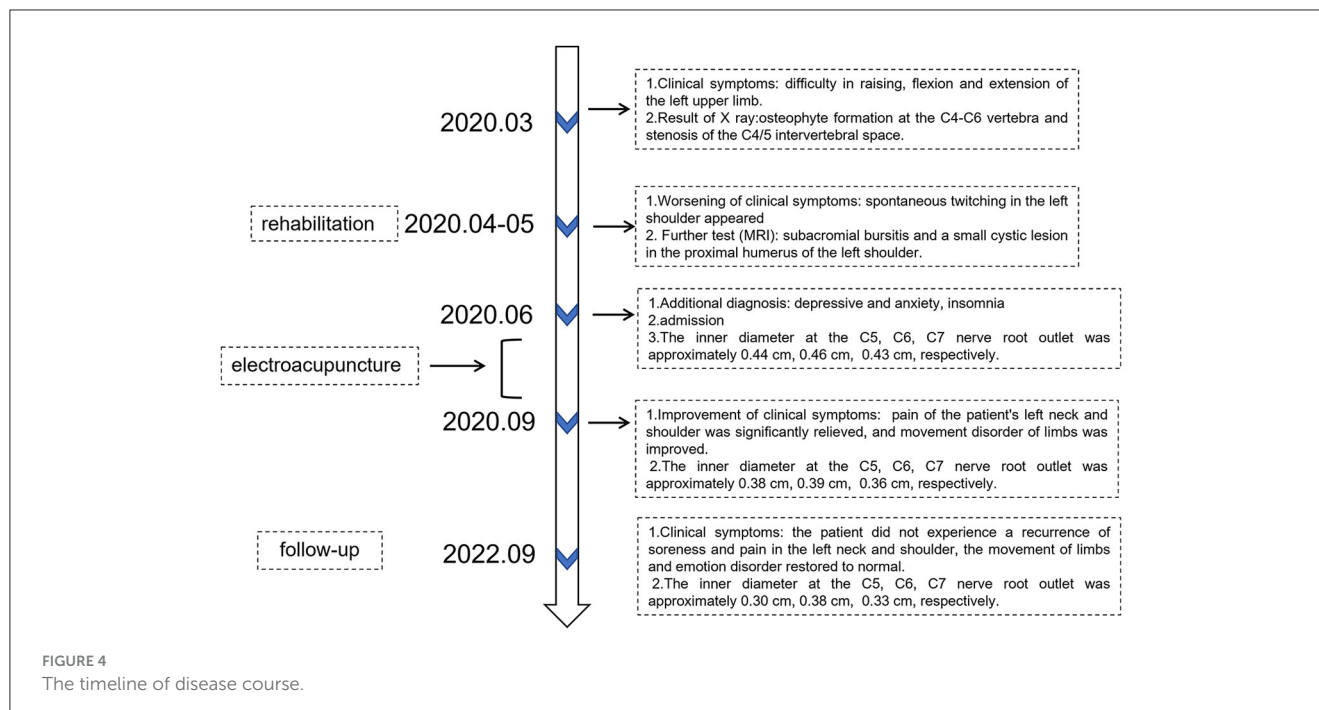 2020.03
1.Clinical symptoms: difficulty in raising, flexion and extension of
the left upper limb.
2.Result of X ray:osteophyte formation at the C4-C6 vertebra and
stenosis of the C4/5 intervertebral space.
rehabilitation
2020.04-05
1.Worsening of clinical symptoms: spontaneous twitching in the left
shoulder appeared
2. Further test (MRI): subacromial bursitis and a small cystic lesion
in the proximal humerus of the left shoulder.
2020.06
1.Additional diagnosis: depressive and anxiety, insomnia
2.admission
3.The inner diameter at the C5, C6, C7 nerve root outlet was
approximately 0.44 cm, 0.46 cm, 0.43 cm, respectively.
electroacupuncture
2020.09
1.Improvement of clinical symptoms: pain of the patient's left neck and
shoulder was significantly relieved, and movement disorder of limbs was
improved.
2.The inner diameter at the C5, C6, C7 nerve root outlet was
approximately 0.38 cm, 0.39 cm, 0.36 cm, respectively.
follow-up
2022.09
1.Clinical symptoms: the patient did not experience a recurrence of
soreness and pain in the left neck and shoulder, the movement of limbs
and emotion disorder restored to normal.
2.The inner diameter at the C5, C6, C7 nerve root outlet was
approximately 0.30 cm, 0.38 cm, 0.33 cm, respectively.
FIGURE 4
The timeline of disease course.